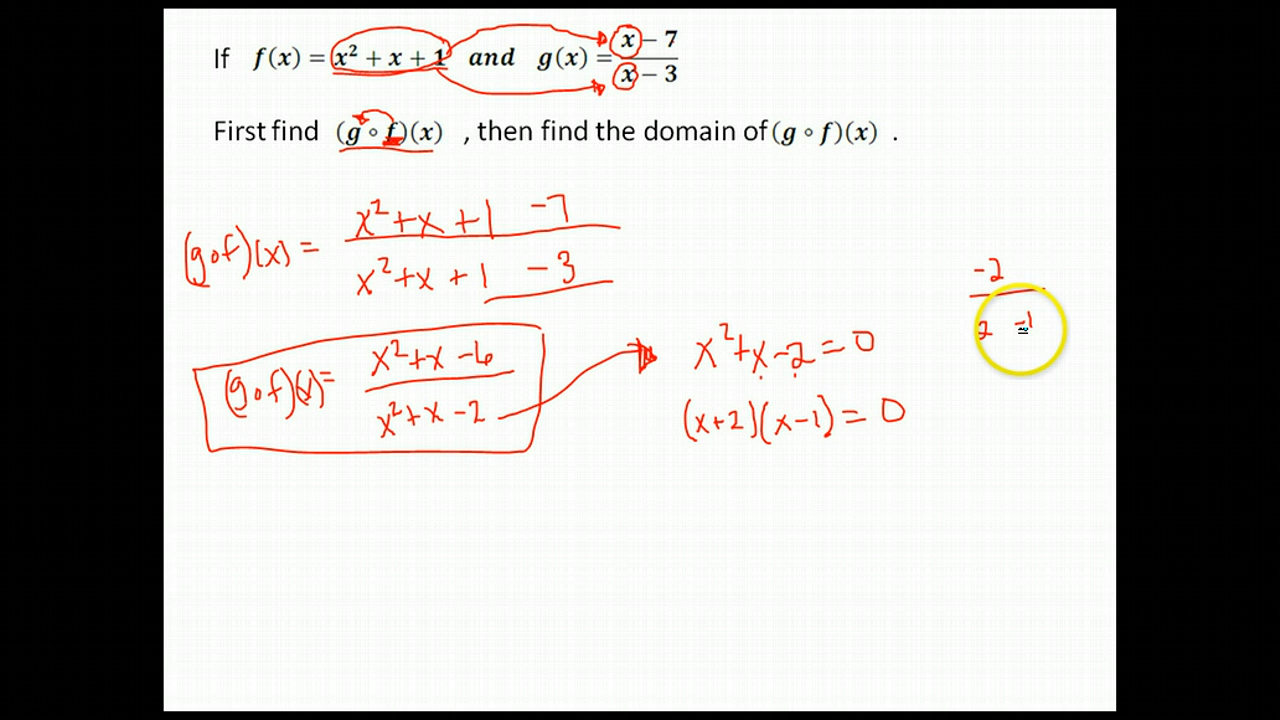 If f(x) = x² + x + 1 and g(x) = x − 7 / x − 3
First find (g ∘ f)(x) , then find the domain of (g ∘ f)(x) .
(g∘f)(x) = x²+x+1 −7 / x²+x+1 −3
(g∘f)(x) = x²+x−6 / x²+x−2
x²+x−2=0
(x+2)(x−1)=0
−2
2 −1